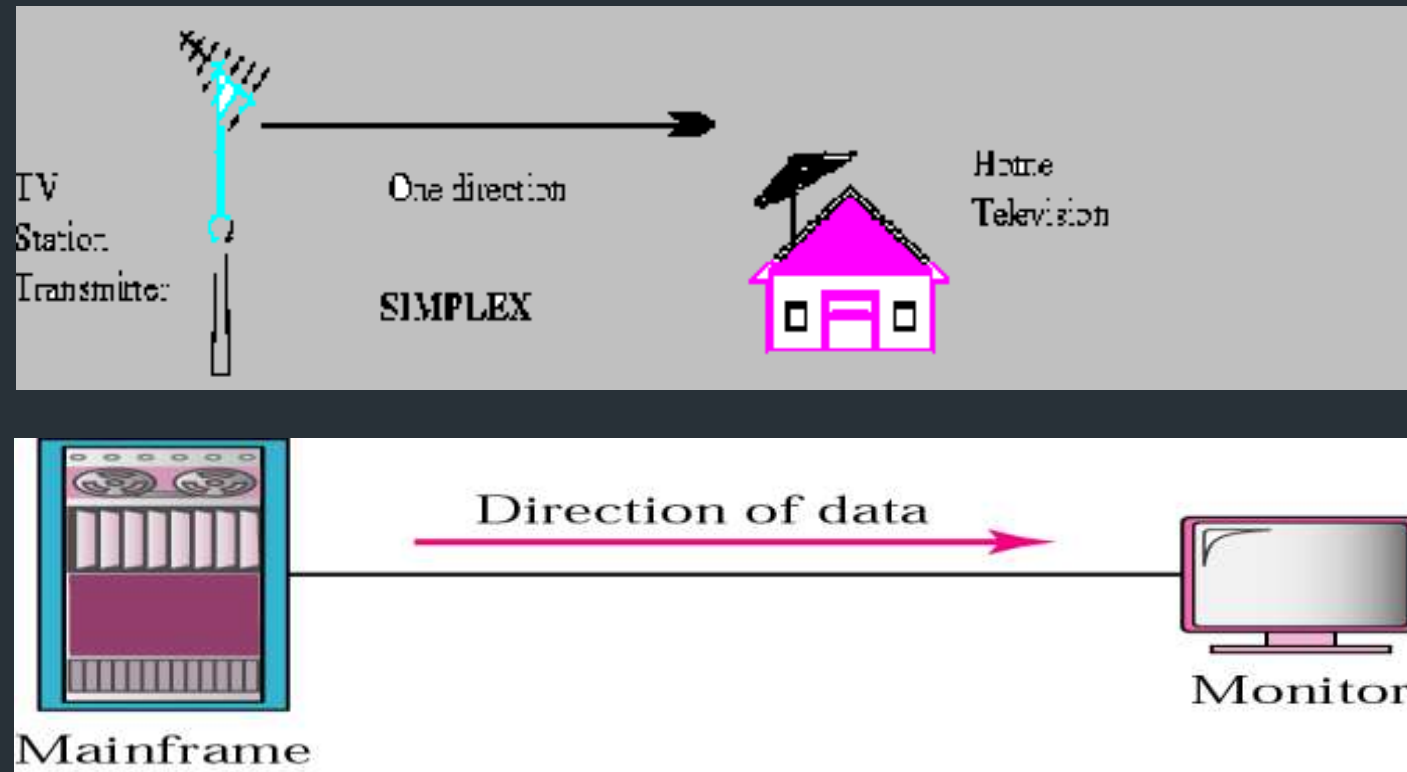 TV
Station
Transmitter
One direction
SIMPLEX
Home
Television
Direction of data
Mainframe
Monitor